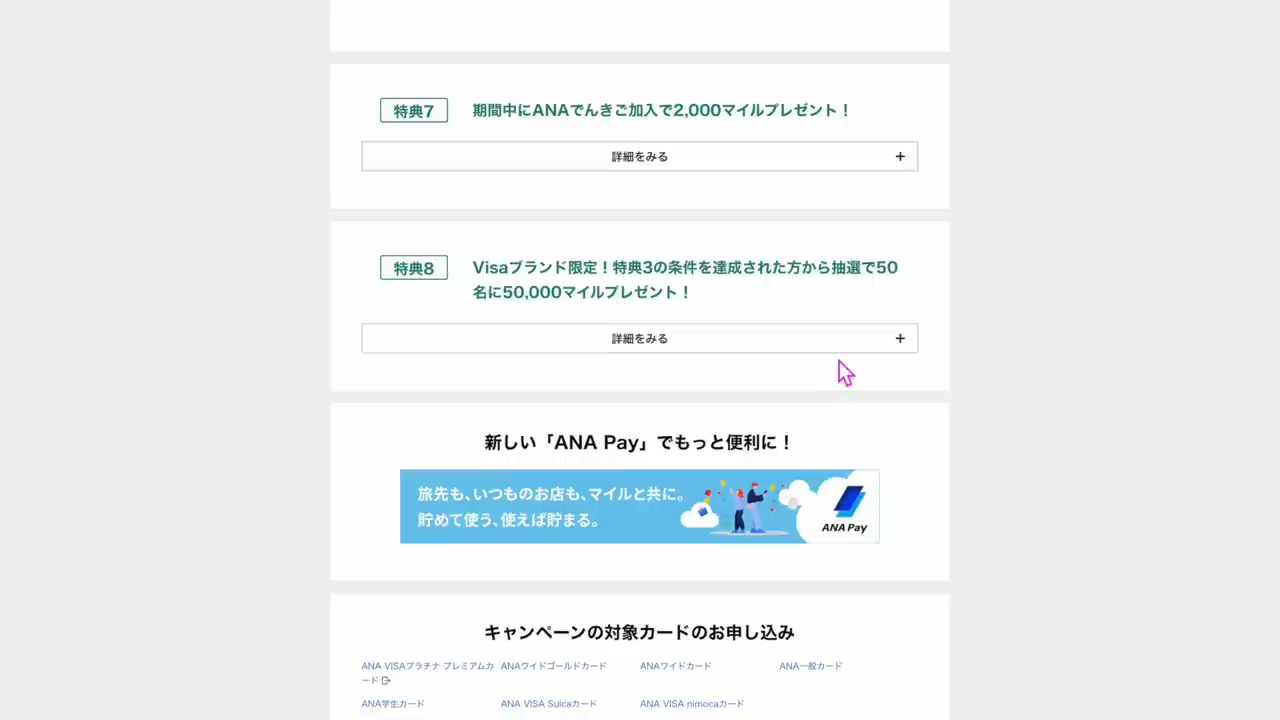 特典7 期間中にANAでんきご加入で2,000マイルプレゼント！
詳細をみる +
特典8 Visaブランド限定！特典3の条件を達成された方から抽選で50
名に50,000マイルプレゼント！
詳細をみる +
新しい「ANA Pay」でもっと便利に！
旅先も、いつものお店も、マイルと共に。
貯めて使う、使えば貯まる。
ANA Pay
キャンペーンの対象カードのお申し込み
ANA VISAプラチナ プレミアムカ ANAワイドゴールドカード ANAワイドカード ANA一般カード
ード
ANA学生カード ANA VISA Suicaカード ANA VISA nimocaカード